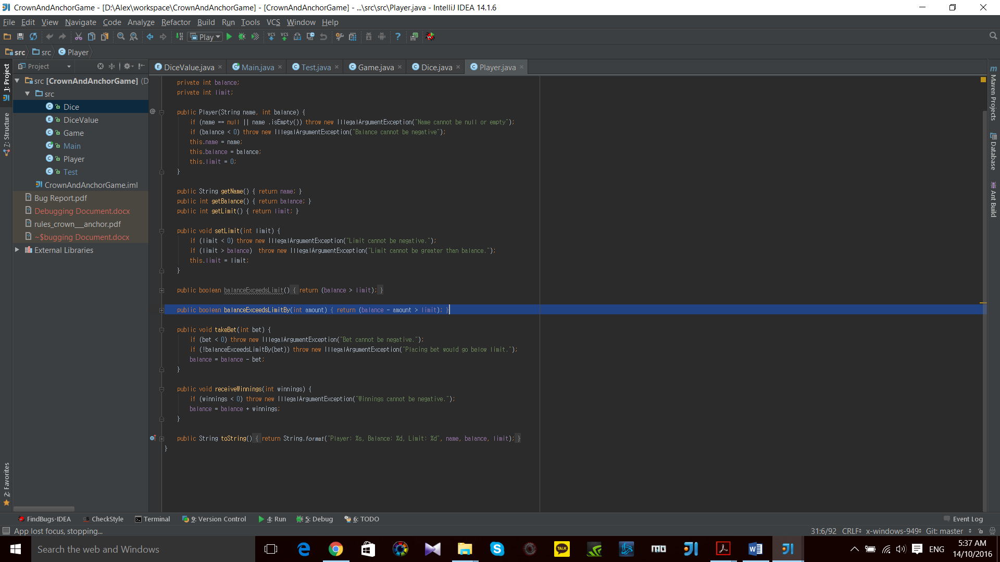 CrownAndAnchorGame - [D:\Alex\workspace\CrownAndAnchorGame] - [CrownAndAnchorGame] - ...\src\src\Player.java - IntelliJ IDEA 14.1.6
File Edit View Navigate Code Analyze Refactor Build Run Tools VCS Window Help
Play
src src Player
Project
DiceValue.java Main.java Test.java Game.java Dice.java Player.java
1: Project
7: Structure
2: Favorites
src [CrownAndAnchorGame] (D
src
Dice
DiceValue
Game
Main
Player
Test
CrownAndAnchorGame.iml
Bug Report.pdf
Debugging Document.docx
rules_crown__anchor.pdf
~$bugging Document.docx
External Libraries
private int balance;
private int limit;
public Player(String name, int balance) {
if (name == null || name .isEmpty()) throw new IllegalArgumentException("Name cannot be null or empty");
if (balance < 0) throw new IllegalArgumentException("Balance cannot be negative");
this.name = name;
this.balance = balance;
this.limit = 0;
}
public String getName() { return name; }
public int getBalance() { return balance; }
public int getLimit() { return limit; }
public void setLimit(int limit) {
if (limit < 0) throw new IllegalArgumentException("Limit cannot be negative.");
if (limit > balance)  throw new IllegalArgumentException("Limit cannot be greater than balance.");
this.limit = limit;
}
public boolean balanceExceedsLimit() { return (balance > limit); }
public boolean balanceExceedsLimitBy(int amount) { return (balance - amount > limit); }
public void takeBet(int bet) {
if (bet < 0) throw new IllegalArgumentException("Bet cannot be negative.");
if (!balanceExceedsLimitBy(bet)) throw new IllegalArgumentException("Placing bet would go below limit.");
balance = balance - bet;
}
public void receiveWinnings(int winnings) {
if (winnings < 0) throw new IllegalArgumentException("Winnings cannot be negative.");
balance = balance + winnings;
}
public String toString() { return String.format("Player: %s, Balance: %d, Limit: %d", name, balance, limit); }
}
Maven Projects
Database
Ant Build
FindBugs-IDEA CheckStyle Terminal 9: Version Control 4: Run 5: Debug 6: TODO Event Log
App lost focus, stopping... 31:6/92 CRLF x-windows-949 Git: master
Search the web and Windows
TALK
ENG
5:37 AM
14/10/2016